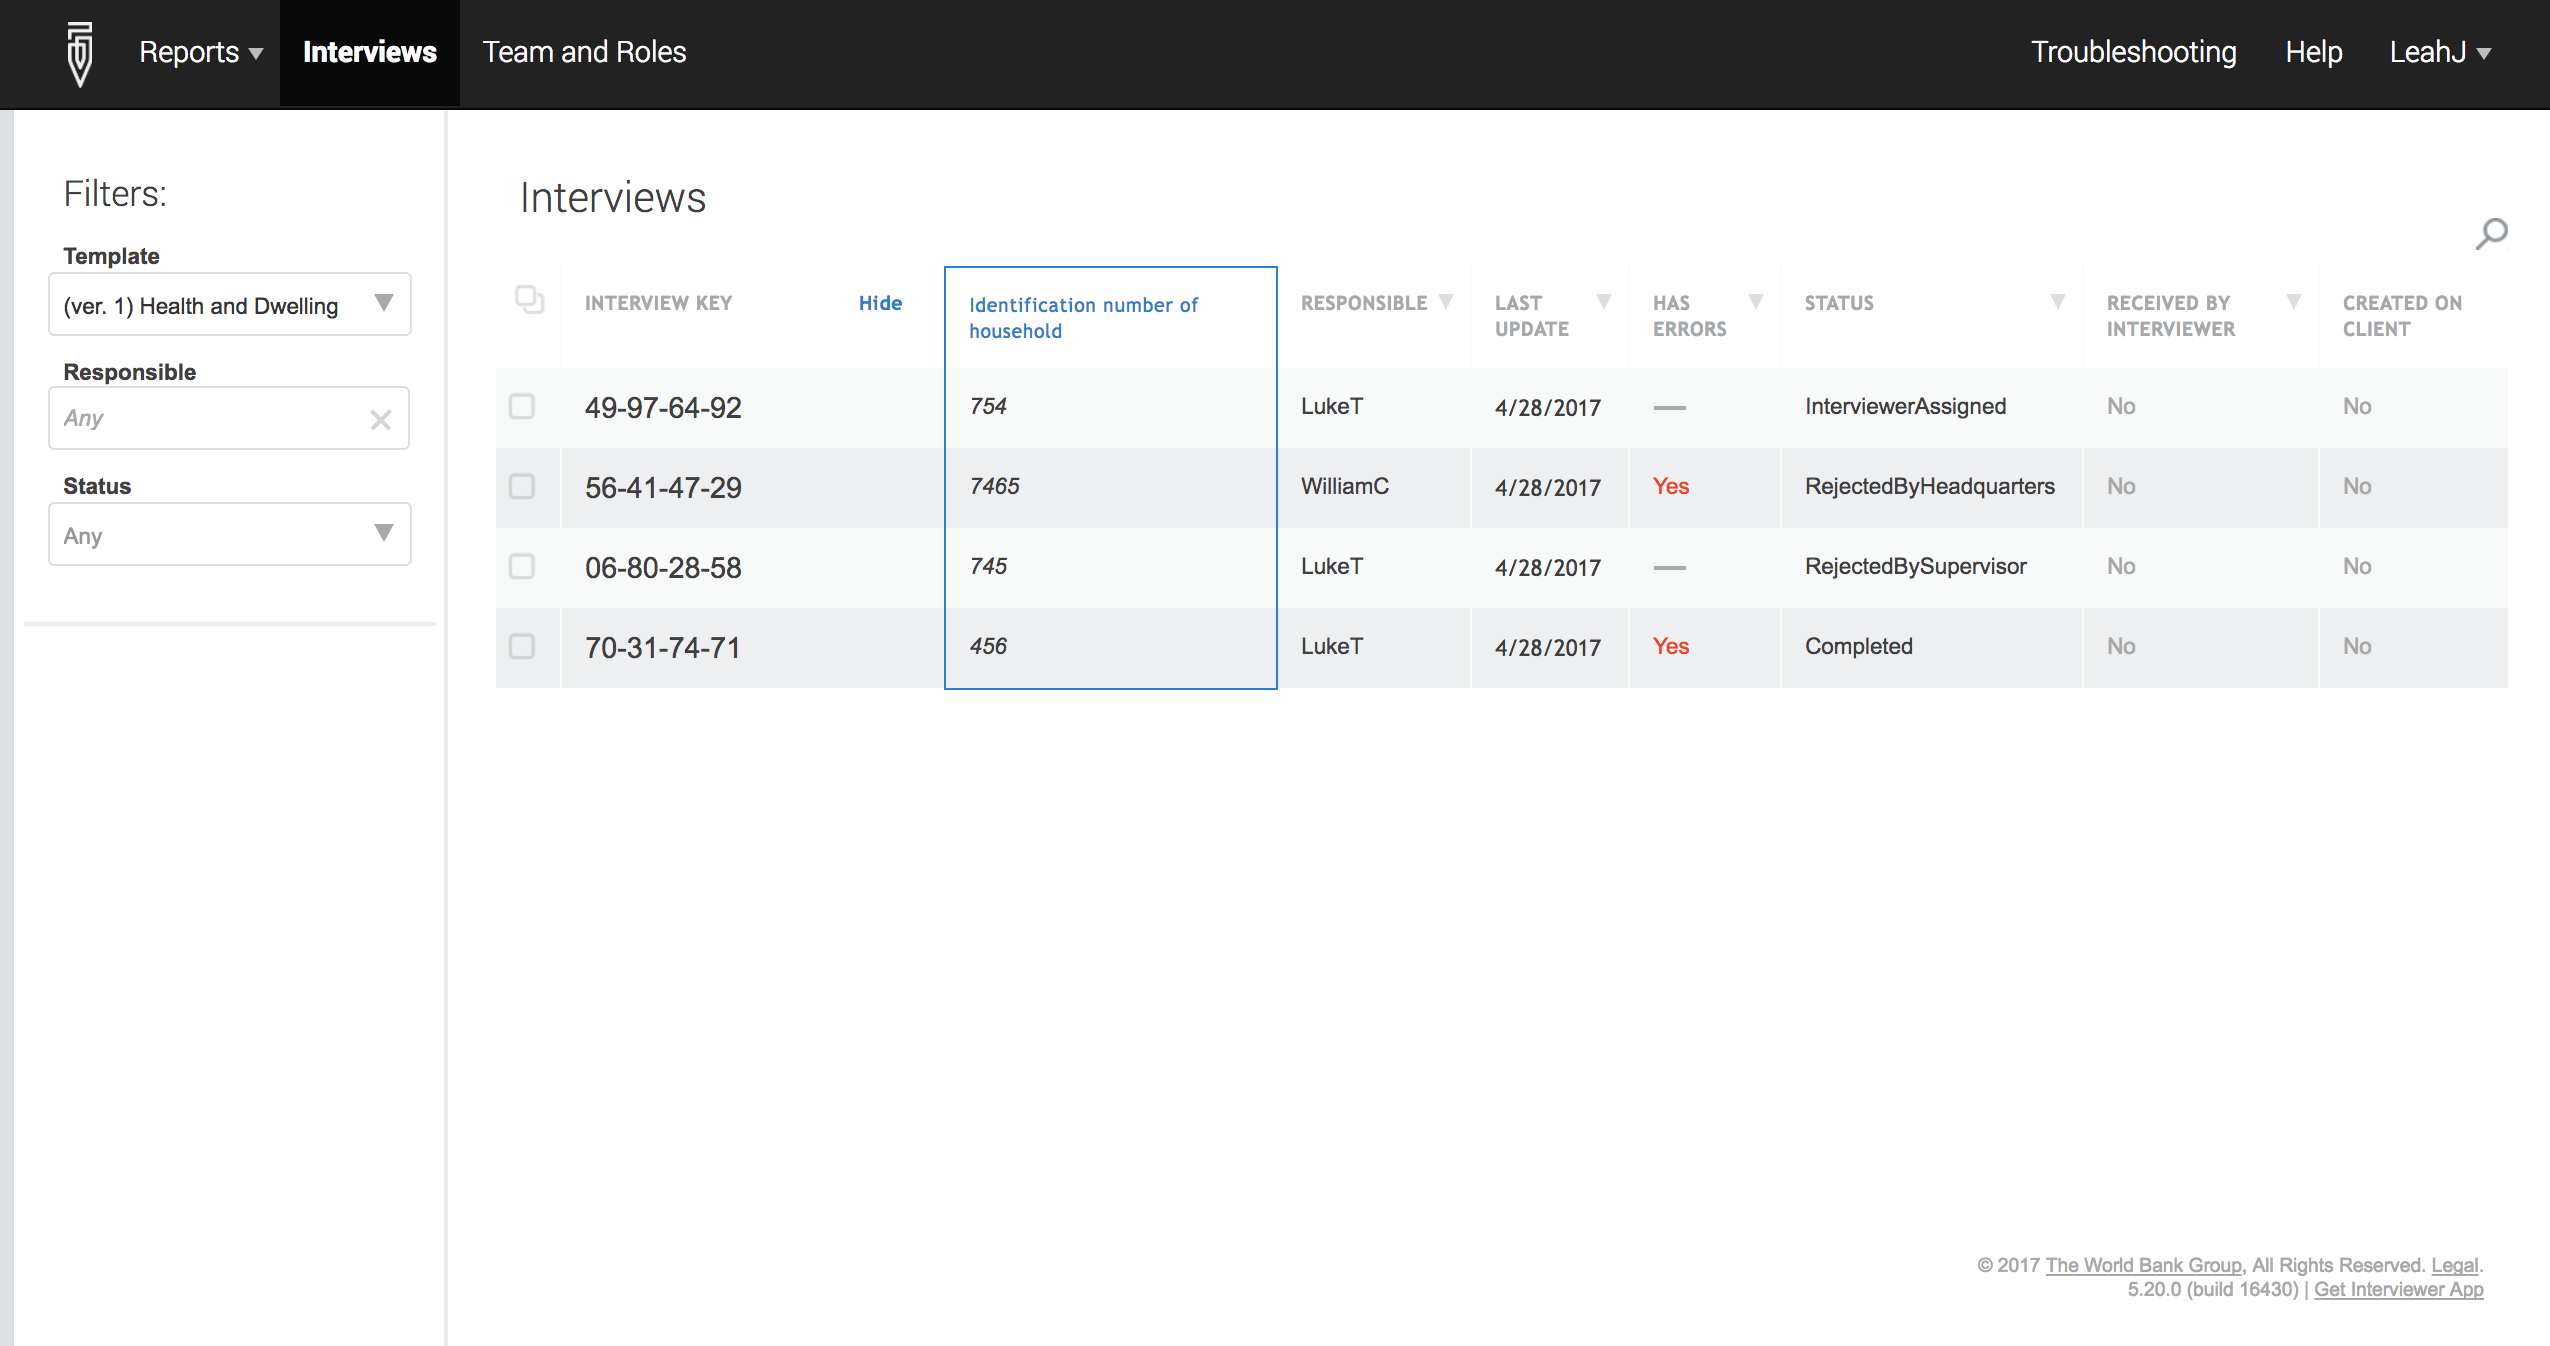 Reports Interviews Team and Roles Troubleshooting Help LeahJ
Filters:
Template
(ver. 1) Health and Dwelling
Responsible
Any
Status
Any
Interviews
INTERVIEW KEY Hide Identification number of household RESPONSIBLE LAST UPDATE HAS ERRORS STATUS RECEIVED BY INTERVIEWER CREATED ON CLIENT
49-97-64-92 754 LukeT 4/28/2017 — InterviewerAssigned No No
56-41-47-29 7465 WilliamC 4/28/2017 Yes RejectedByHeadquarters No No
06-80-28-58 745 LukeT 4/28/2017 — RejectedBySupervisor No No
70-31-74-71 456 LukeT 4/28/2017 Yes Completed No No
© 2017 The World Bank Group, All Rights Reserved. Legal.
5.20.0 (build 16430) | Get Interviewer App